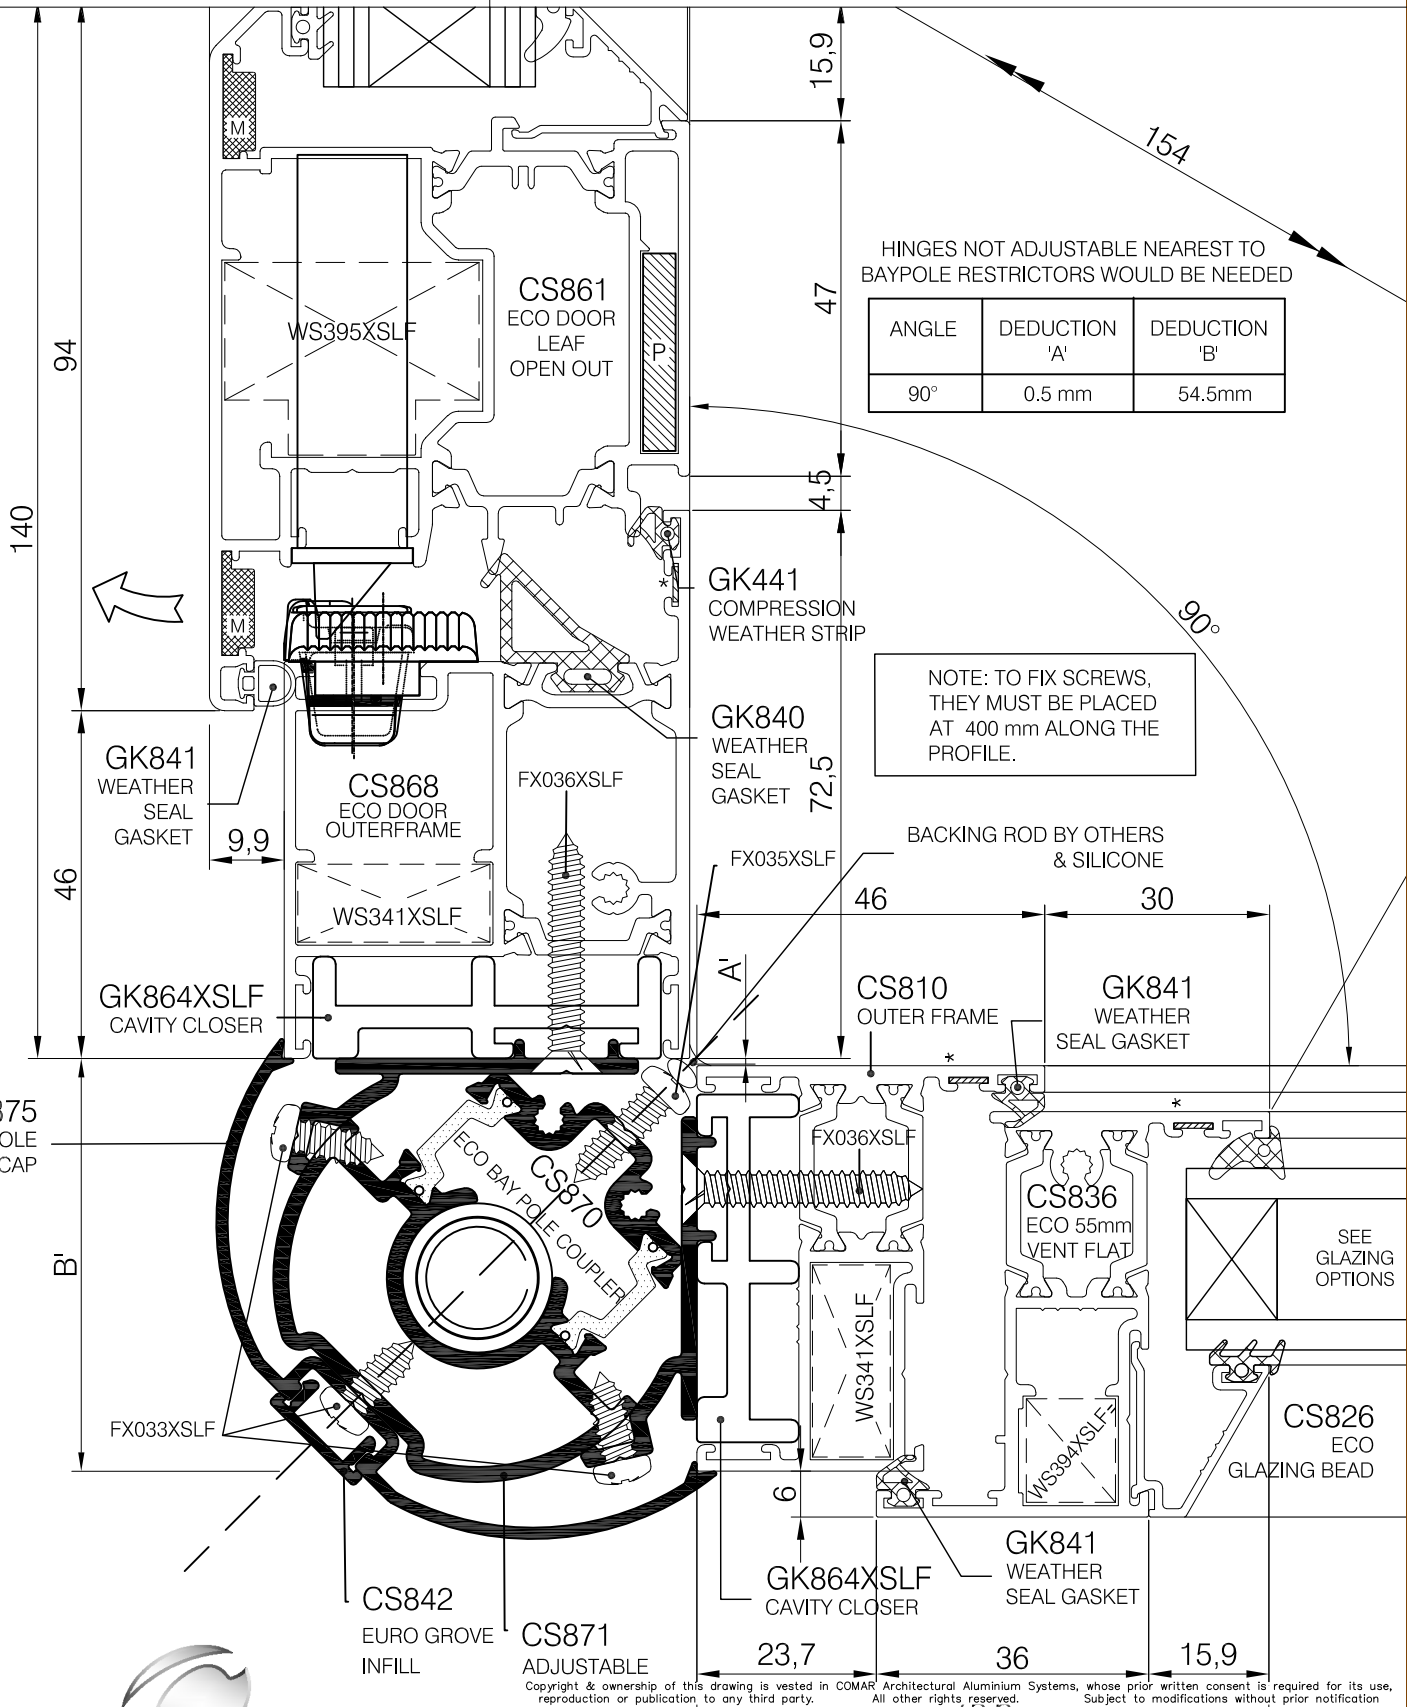 15,9
154
M
HINGES NOT ADJUSTABLE NEAREST TO
BAYPOLE RESTRICTORS WOULD BE NEEDED
ANGLE
DEDUCTION
'A'
DEDUCTION
'B'
90°
0.5 mm
54.5mm
CS861
ECO DOOR
LEAF
OPEN OUT
WS395XSLF
P
47
94
140
4,5
GK441
COMPRESSION
WEATHER STRIP
*
M
90°
NOTE: TO FIX SCREWS,
THEY MUST BE PLACED
AT 400 mm ALONG THE
PROFILE.
GK840
WEATHER
SEAL
GASKET
72,5
GK841
WEATHER
SEAL
GASKET
9,9
CS868
ECO DOOR
OUTERFRAME
FX036XSLF
FX035XSLF
BACKING ROD BY OTHERS
& SILICONE
46
WS341XSLF
46
30
GK864XSLF
CAVITY CLOSER
A'
CS810
OUTER FRAME
GK841
WEATHER
SEAL GASKET
*
*
375
OLE
CAP
B'
CS870
ECO BAY POLE COUPLER
FX036XSLF
CS836
ECO 55mm
VENT FLAT
SEE
GLAZING
OPTIONS
WS341XSLF
WS394XSLF=
CS826
ECO
GLAZING BEAD
FX033XSLF
6
GK841
WEATHER
SEAL GASKET
GK864XSLF
CAVITY CLOSER
CS842
EURO GROVE
INFILL
CS871
ADJUSTABLE
23,7
36
15,9
Copyright & ownership of this drawing is vested in COMAR Architectural Aluminium Systems, whose prior written consent is required for its use,
reproduction or publication to any third party. All other rights reserved. Subject to modifications without prior notification